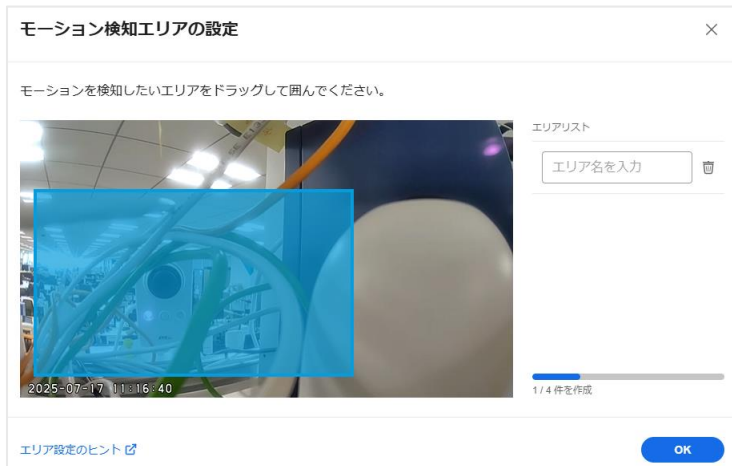 モーション検知エリアの設定
モーションを検知したいエリアをドラッグして囲んでください。
エリアリスト
エリア名を入力
2025-07-17 11:16:40
1 / 4 件を作成
エリア設定のヒント
OK